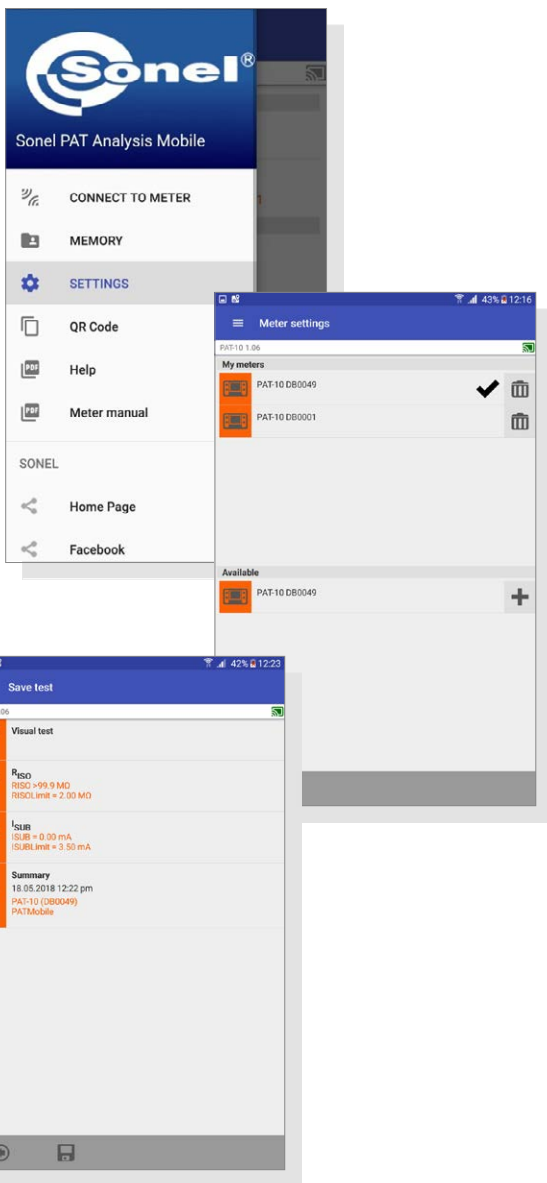 Sonel®
Sonel PAT Analysis Mobile
CONNECT TO METER
MEMORY
SETTINGS
QR Code
PDF Help
PDF Meter manual
SONEL
Home Page
Facebook
43% 12:16
Meter settings
PAT-10 1.06
My meters
PAT-10 DB0049
PAT-10 DB0001
Available
PAT-10 DB0049
42% 12:23
Save test
06
Visual test
RISO
RISO >99.9 MΩ
RISOLimit = 2.00 MΩ
ISUB
ISUB = 0.00 mA
ISUBLimit = 3.50 mA
Summary
18.05.2018 12:22 pm
PAT-10 (DB0049)
PATMobile